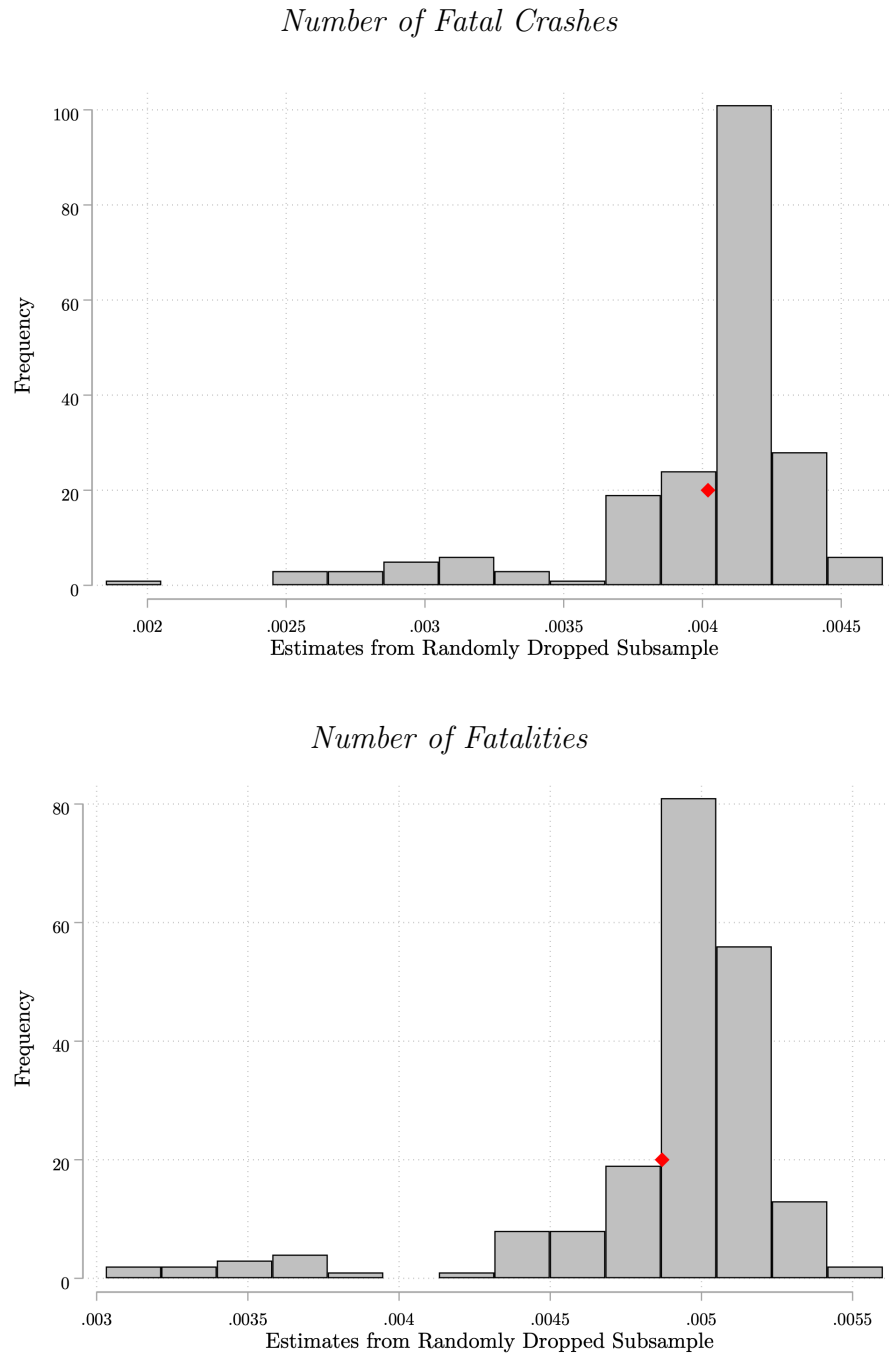 Number of Fatal Crashes
100
80
60
40
20
0
Frequency
.002 .0025 .003 .0035 .004 .0045
Estimates from Randomly Dropped Subsample
Number of Fatalities
80
60
40
20
0
Frequency
.003 .0035 .004 .0045 .005 .0055
Estimates from Randomly Dropped Subsample